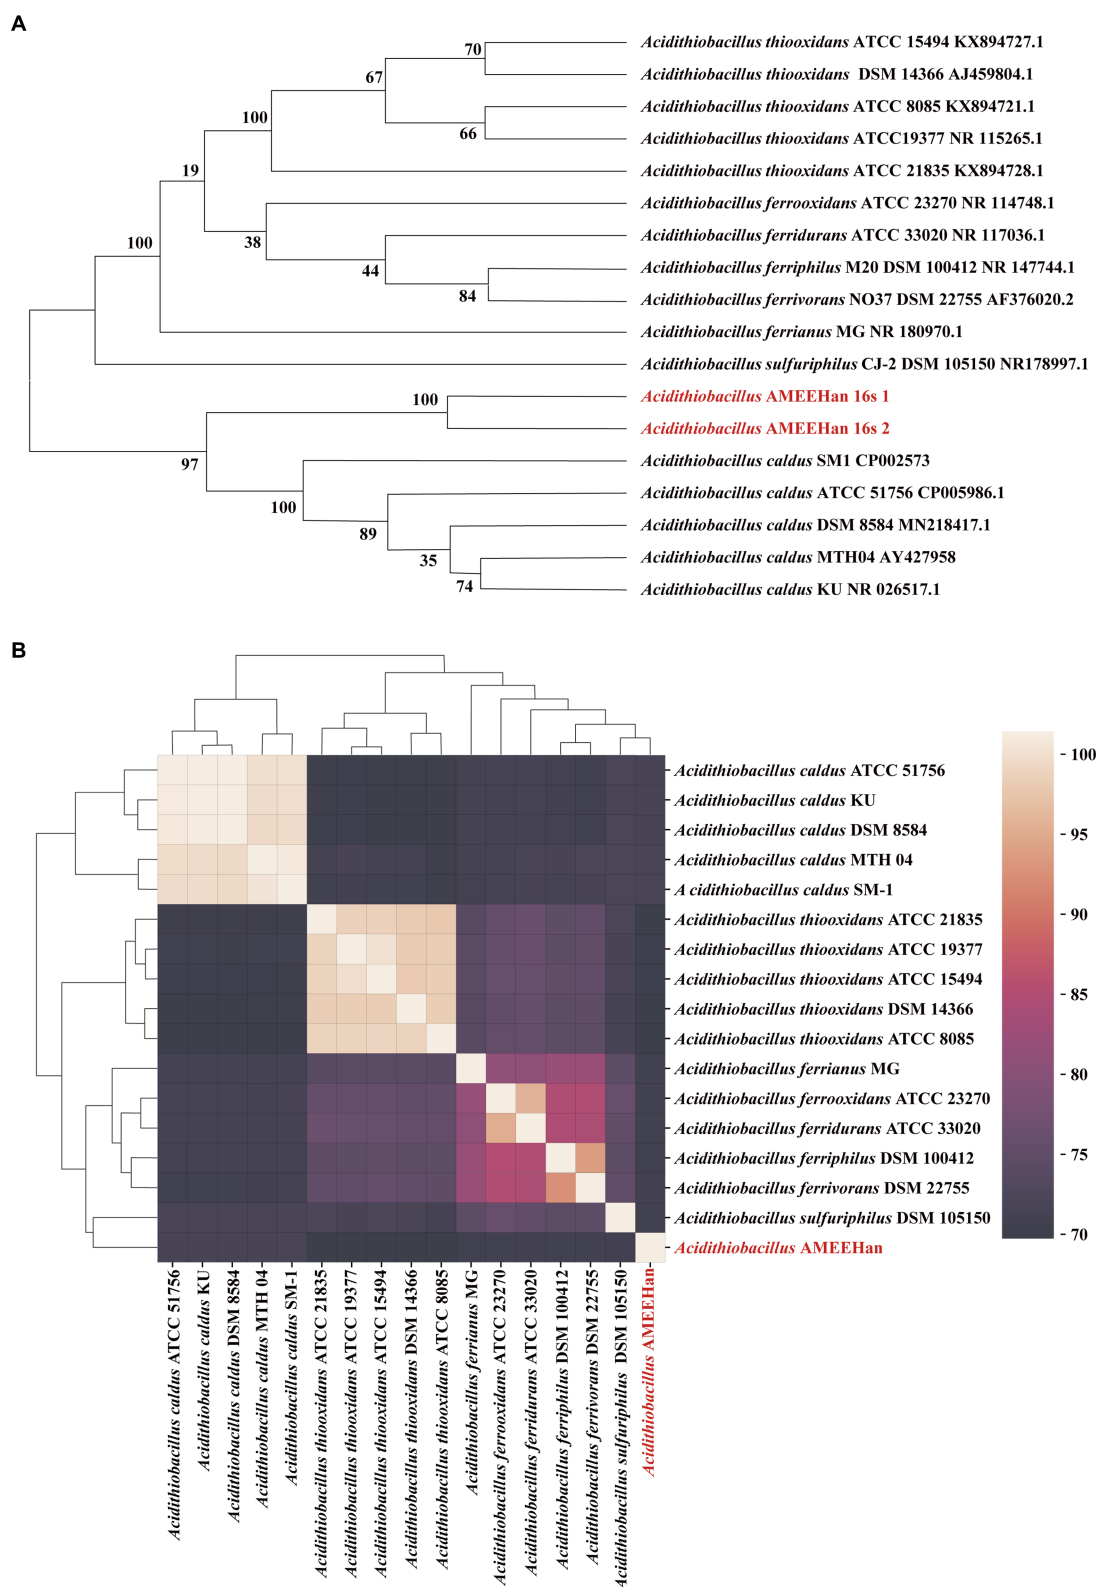 A
Acidithiobacillus thiooxidans ATCC 15494 KX894727.1
70
Acidithiobacillus thiooxidans DSM 14366 AJ459804.1
67
Acidithiobacillus thiooxidans ATCC 8085 KX894721.1
100
66
Acidithiobacillus thiooxidans ATCC19377 NR 115265.1
19
Acidithiobacillus thiooxidans ATCC 21835 KX894728.1
Acidithiobacillus ferrooxidans ATCC 23270 NR 114748.1
100
38
Acidithiobacillus ferridurans ATCC 33020 NR 117036.1
44
Acidithiobacillus ferriphilus M20 DSM 100412 NR 147744.1
84
Acidithiobacillus ferrivorans NO37 DSM 22755 AF376020.2
Acidithiobacillus ferrianus MG NR 180970.1
Acidithiobacillus sulfuriphilus CJ-2 DSM 105150 NR178997.1
100
Acidithiobacillus AMEEHan 16s 1
Acidithiobacillus AMEEHan 16s 2
97
Acidithiobacillus caldus SM1 CP002573
100
Acidithiobacillus caldus ATCC 51756 CP005986.1
89
Acidithiobacillus caldus DSM 8584 MN218417.1
35
Acidithiobacillus caldus MTH04 AY427958
74
Acidithiobacillus caldus KU NR 026517.1
B
Acidithiobacillus caldus ATCC 51756
Acidithiobacillus caldus KU
Acidithiobacillus caldus DSM 8584
Acidithiobacillus caldus MTH 04
A cidithiobacillus caldus SM-1
Acidithiobacillus thiooxidans ATCC 21835
Acidithiobacillus thiooxidans ATCC 19377
Acidithiobacillus thiooxidans ATCC 15494
Acidithiobacillus thiooxidans DSM 14366
Acidithiobacillus thiooxidans ATCC 8085
Acidithiobacillus ferrianus MG
Acidithiobacillus ferrooxidans ATCC 23270
Acidithiobacillus ferridurans ATCC 33020
Acidithiobacillus ferriphilus DSM 100412
Acidithiobacillus ferrivorans DSM 22755
Acidithiobacillus sulfuriphilus DSM 105150
Acidithiobacillus AMEEHan
100
95
90
85
80
75
70
Acidithiobacillus caldus ATCC 51756
Acidithiobacillus caldus KU
Acidithiobacillus caldus DSM 8584
Acidithiobacillus caldus MTH 04
Acidithiobacillus caldus SM-1
Acidithiobacillus thiooxidans ATCC 21835
Acidithiobacillus thiooxidans ATCC 19377
Acidithiobacillus thiooxidans ATCC 15494
Acidithiobacillus thiooxidans DSM 14366
Acidithiobacillus thiooxidans ATCC 8085
Acidithiobacillus ferrianus MG
Acidithiobacillus ferrooxidans ATCC 23270
Acidithiobacillus ferridurans ATCC 33020
Acidithiobacillus ferriphilus DSM 100412
Acidithiobacillus ferrivorans DSM 22755
Acidithiobacillus sulfuriphilus DSM 105150
Acidithiobacillus AMEEHan